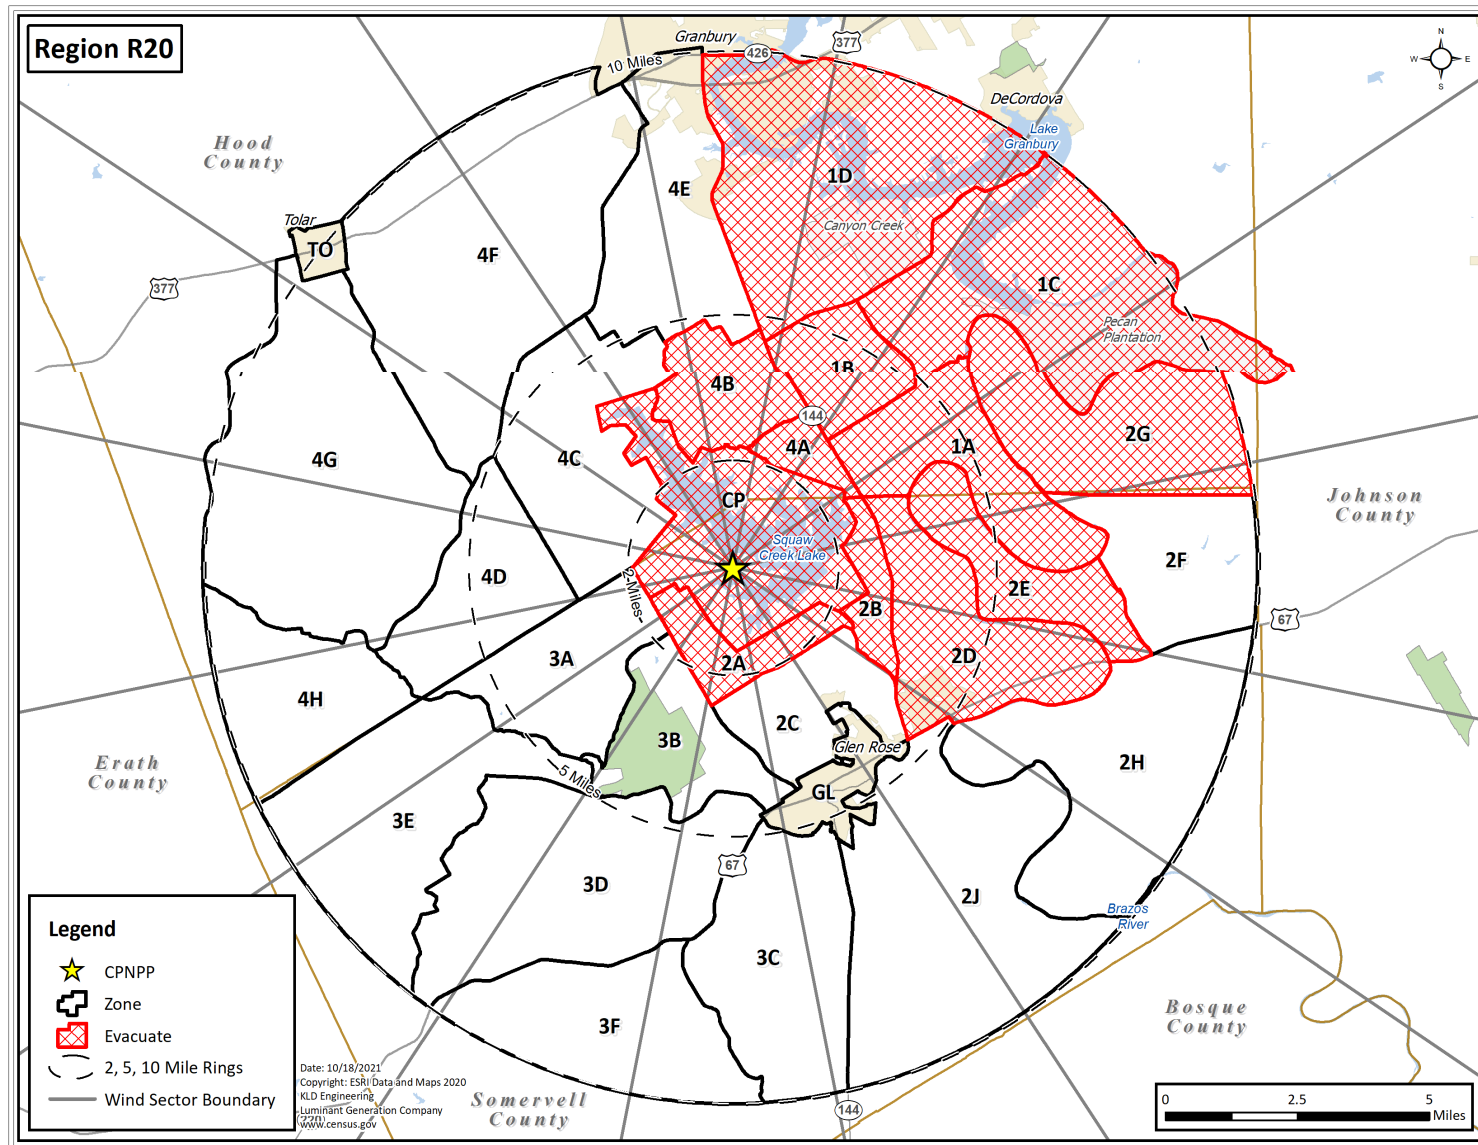 Region R20
Granbury
426
377
10 Miles
N
W E
S
DeCordova
Lake
Granbury
Hood
County
4E
1D
Tolar
TO
4F
Canyon Creek
377
1C
Pecan
Plantation
4B
1B
144
4G
4C
4A
1A
2G
CP
Johnson
County
Squaw
Creek Lake
4D
2 Miles
2B
2E
2F
67
3A
2A
2D
4H
3B
2C
Glen Rose
2H
Erath
County
5 Miles
GL
3E
67
3D
2J
Brazos
River
3C
3F
Bosque
County
Legend
CPNPP
Zone
Evacuate
2, 5, 10 Mile Rings
Wind Sector Boundary
Date: 10/18/2021
Copyright: ESRI Data and Maps 2020
KLD Engineering
Luminant Generation Company
www.census.gov
Somervell
County
144
0 2.5 5
Miles